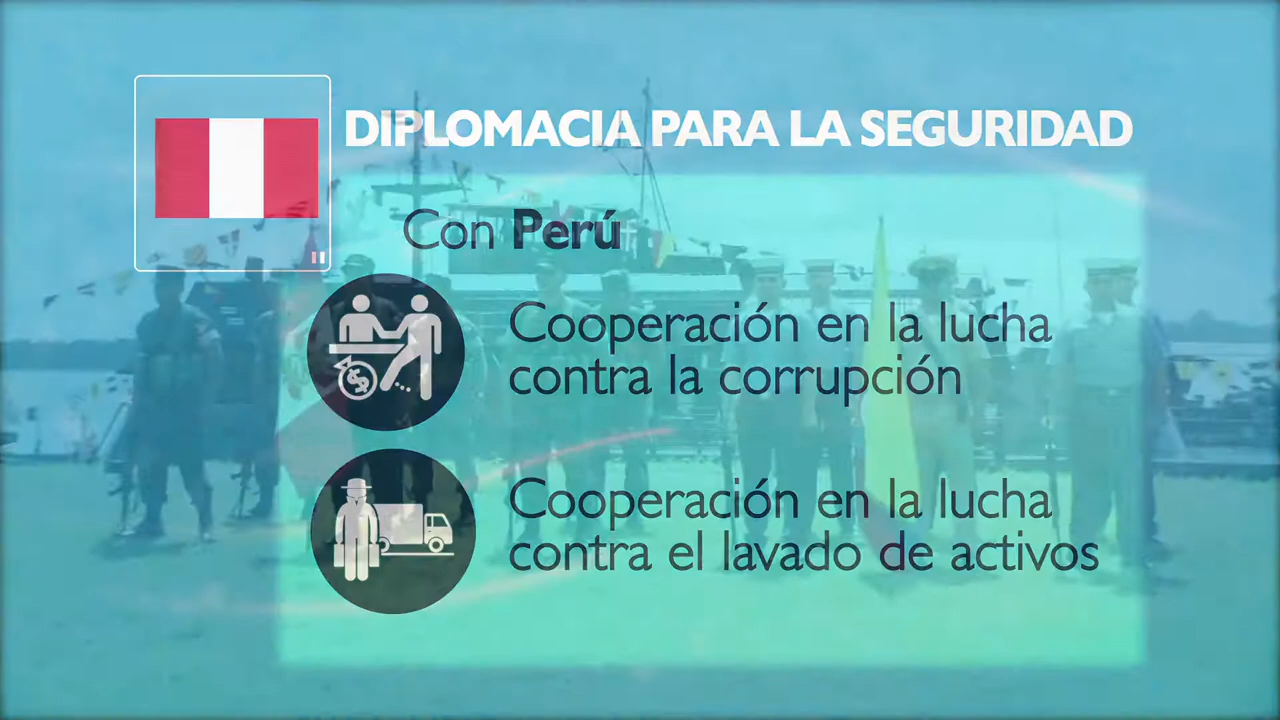 DIPLOMACIA PARA LA SEGURIDAD
Con Perú
Cooperación en la lucha
contra la corrupción
$
Cooperación en la lucha
contra el lavado de activos